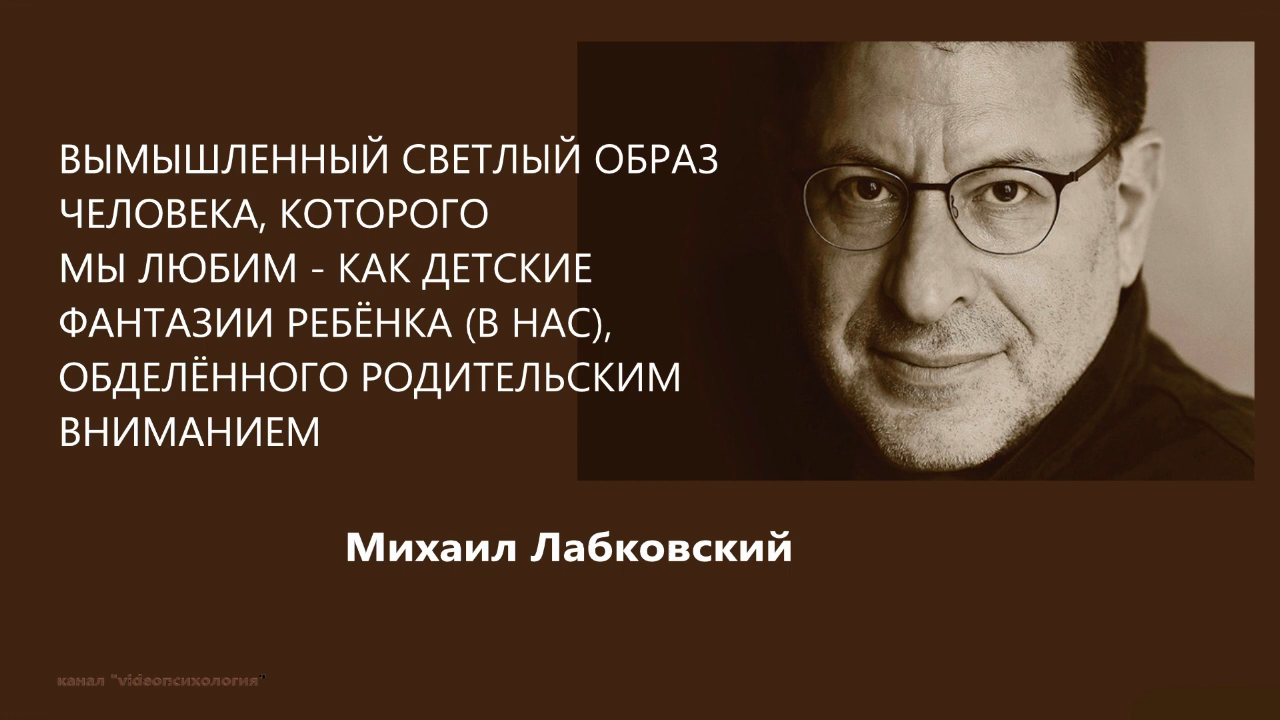 ВЫМЫШЛЕННЫЙ СВЕТЛЫЙ ОБРАЗ
ЧЕЛОВЕКА, КОТОРОГО
МЫ ЛЮБИМ - КАК ДЕТСКИЕ
ФАНТАЗИИ РЕБЁНКА (В НАС),
ОБДЕЛЁННОГО РОДИТЕЛЬСКИМ
ВНИМАНИЕМ
Михаил Лабковский
канал "videoпсихология"